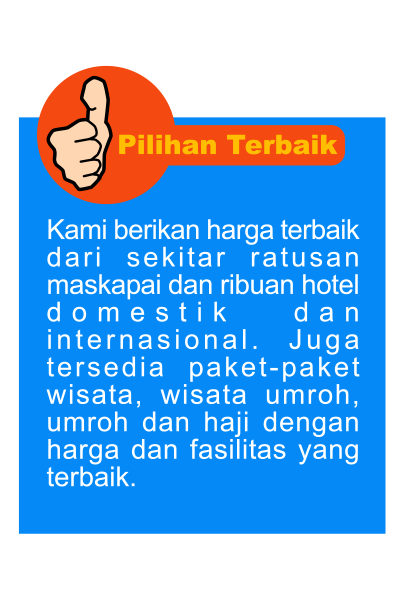 Pilihan Terbaik
Kami berikan harga terbaik
dari sekitar ratusan
maskapai dan ribuan hotel
domestik dan
internasional. Juga
tersedia paket-paket
wisata, wisata umroh,
umroh dan haji dengan
harga dan fasilitas yang
terbaik.